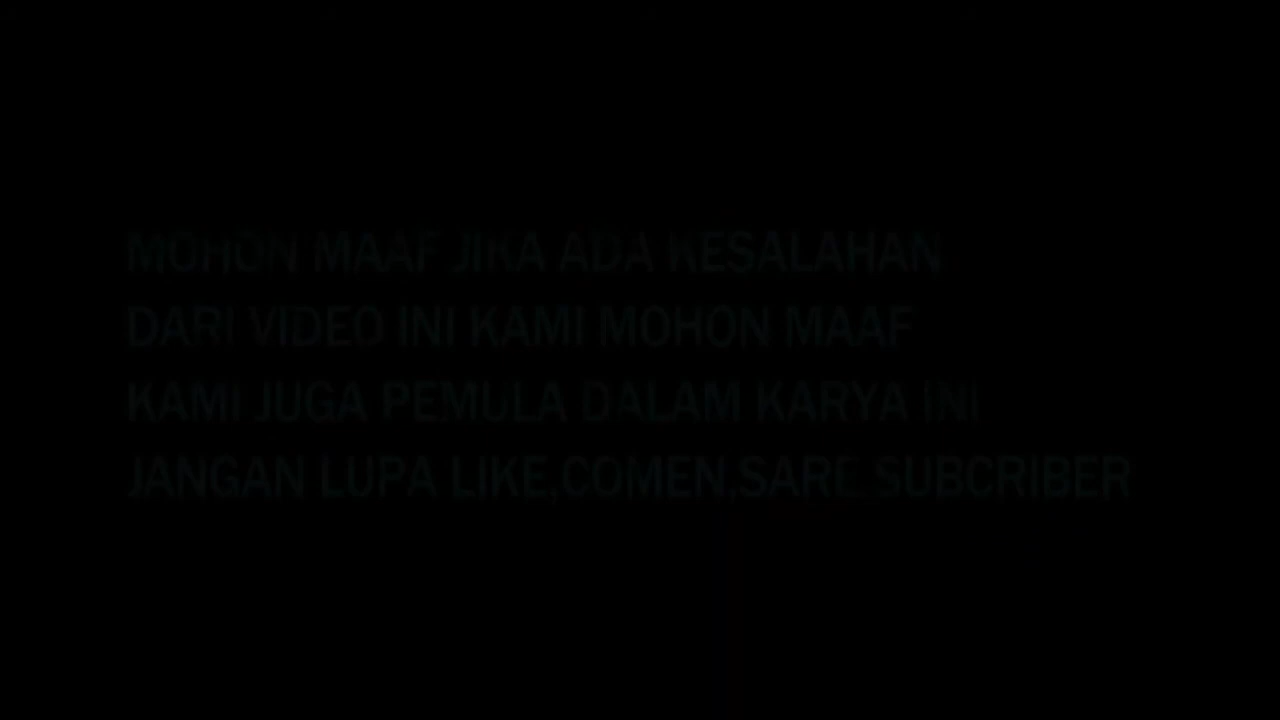 MOHON MAAF JIKA ADA KESALAHAN
DARI VIDEO INI KAMI MOHON MAAF
KAMI JUGA PEMULA DALAM KARYA INI
JANGAN LUPA LIKE,COMEN,SARE SUBCRIBER